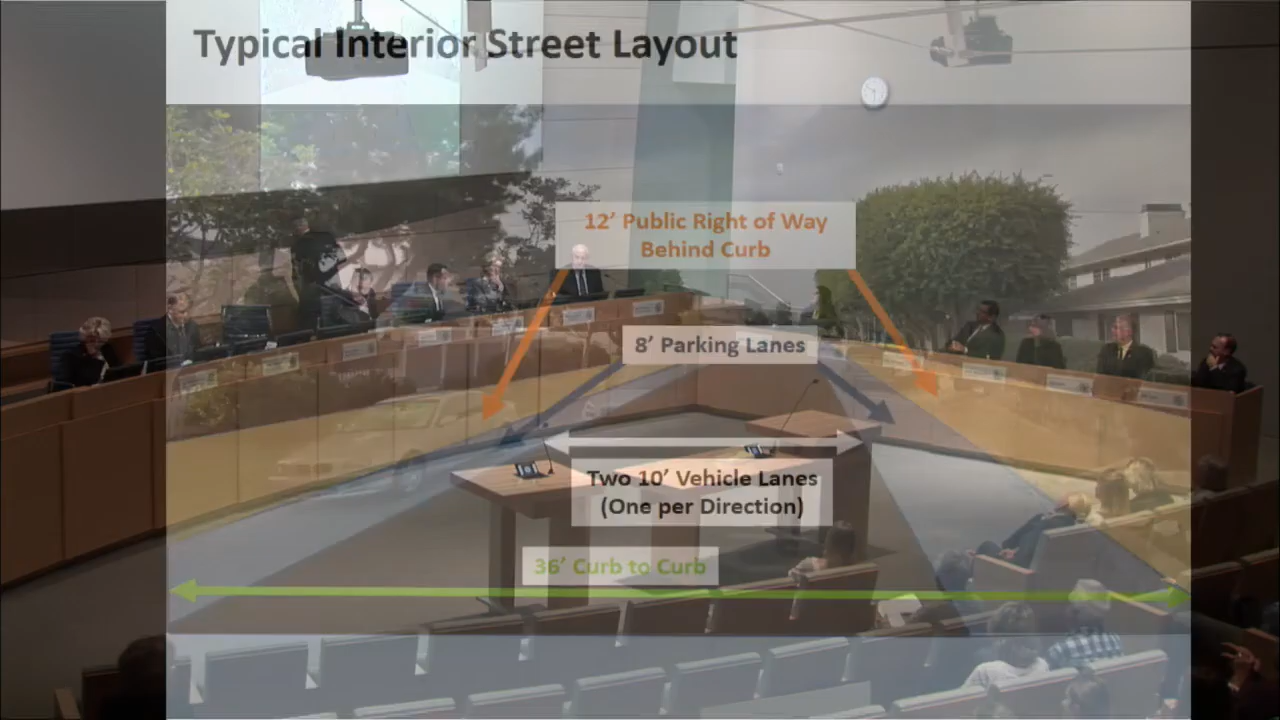 Typical Interior Street Layout
12’ Public Right of Way
Behind Curb
8’ Parking Lanes
Two 10’ Vehicle Lanes
(One per Direction)
36’ Curb to Curb